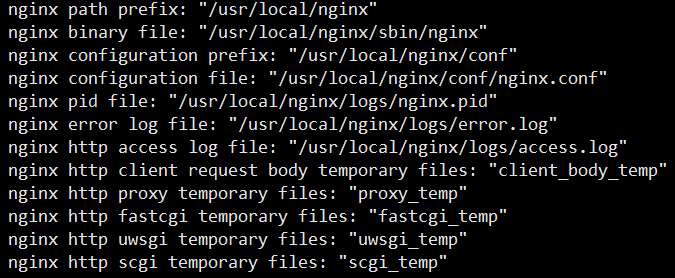 nginx path prefix: "/usr/local/nginx"
nginx binary file: "/usr/local/nginx/sbin/nginx"
nginx configuration prefix: "/usr/local/nginx/conf"
nginx configuration file: "/usr/local/nginx/conf/nginx.conf"
nginx pid file: "/usr/local/nginx/logs/nginx.pid"
nginx error log file: "/usr/local/nginx/logs/error.log"
nginx http access log file: "/usr/local/nginx/logs/access.log"
nginx http client request body temporary files: "client_body_temp"
nginx http proxy temporary files: "proxy_temp"
nginx http fastcgi temporary files: "fastcgi_temp"
nginx http uwsgi temporary files: "uwsgi_temp"
nginx http scgi temporary files: "scgi_temp"